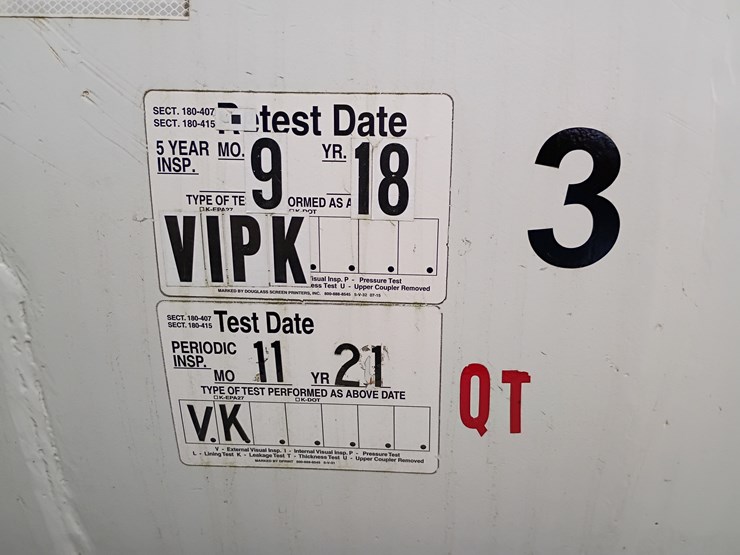 SECT. 180-407
SECT. 180-415
Retest Date
5 YEAR INSP.
MO. 9 YR. 18
TYPE OF TE ORMED AS A
K-EPA27 K-DOT
VIPK
isual Insp. P - Pressure Test
ess Test U - Upper Coupler Removed
MARKED BY DOUGLASS SCREEN PRINTERS, INC.
3
SECT. 180-407
SECT. 180-415
Test Date
PERIODIC INSP.
MO 11 YR 21
TYPE OF TEST PERFORMED AS ABOVE DATE
K-EPA27 K-DOT
V.K
V - External Visual Insp. I - Internal Visual Insp. P - Pressure Test
L - Lining Test K - Leakage Test T - Thickness Test U - Upper Coupler Removed
QT